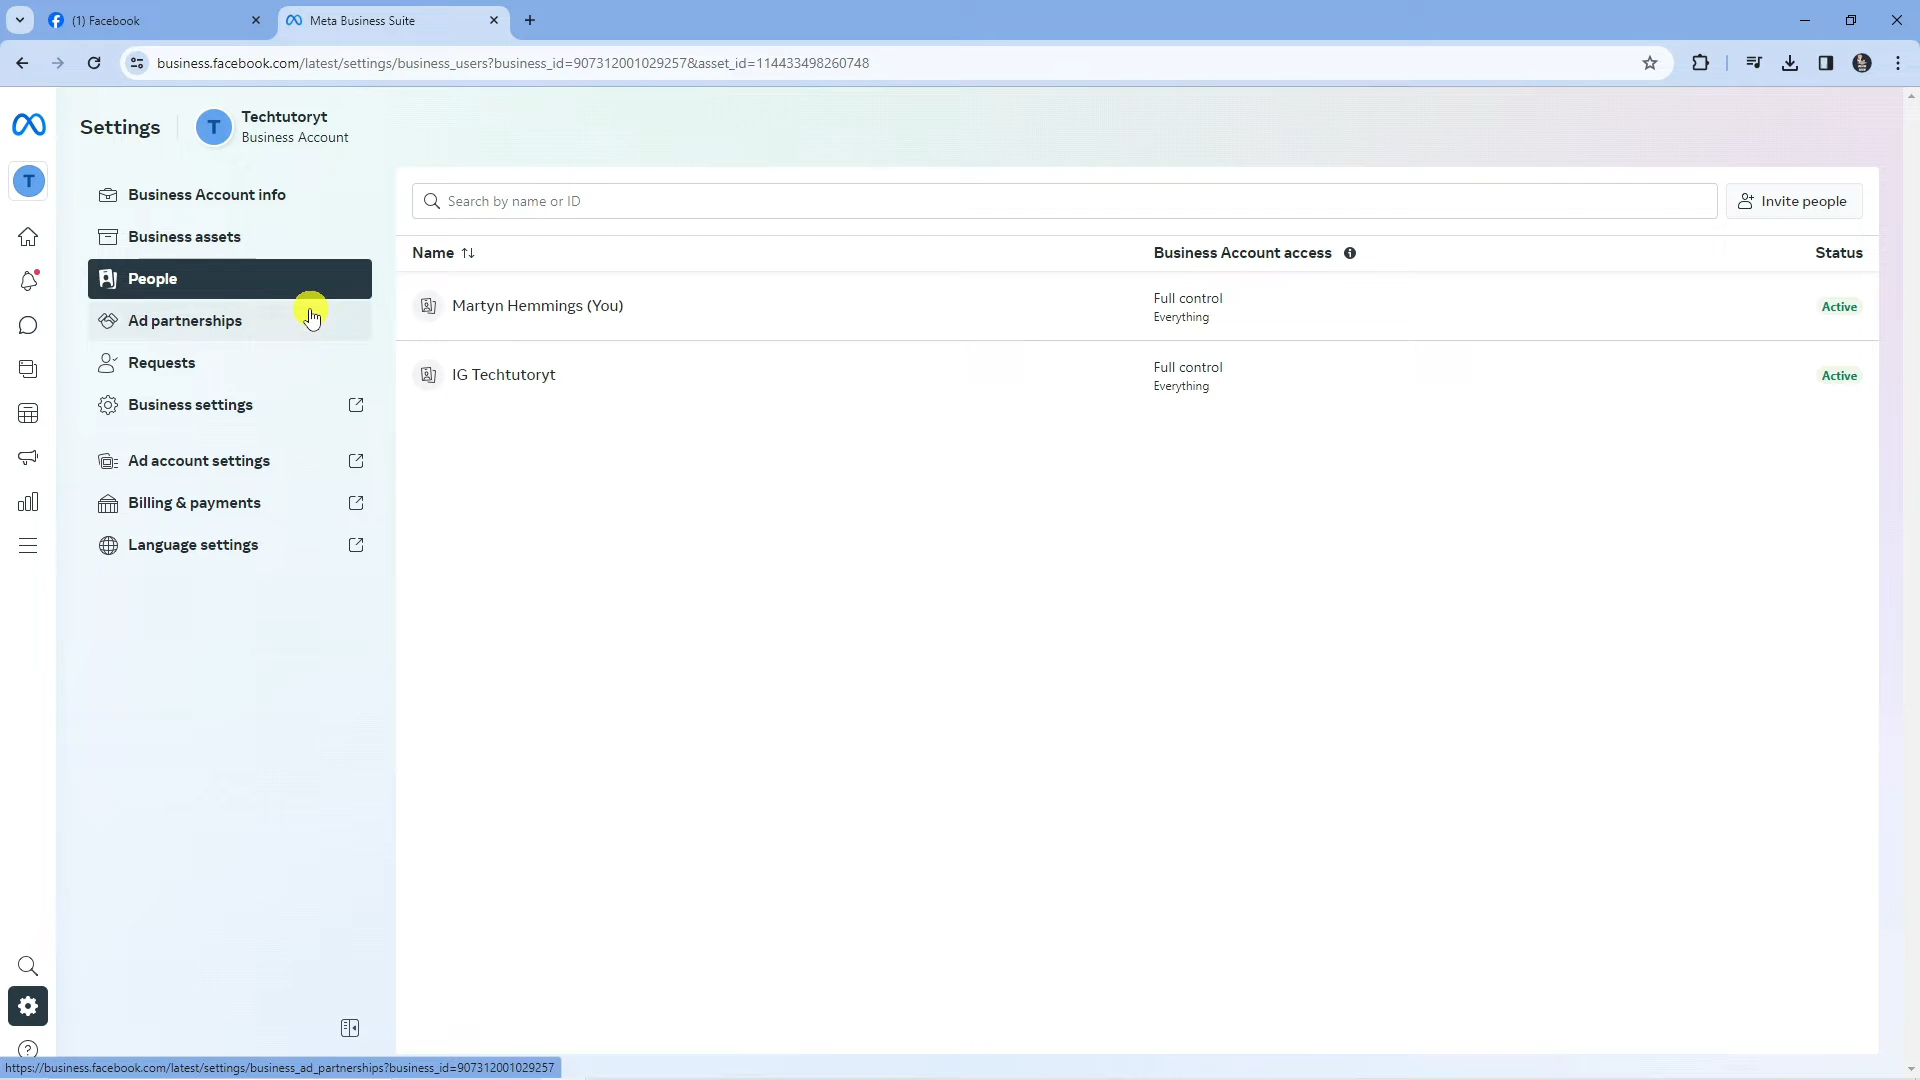 (1) Facebook
Meta Business Suite
business.facebook.com/latest/settings/business_users?business_id=907312001029257&asset_id=114433498260748
Settings
T
Techtutoryt
Business Account
T
Business Account info
Business assets
People
Ad partnerships
Requests
Business settings
Ad account settings
Billing & payments
Language settings
Search by name or ID
Invite people
Name
Business Account access
Status
Martyn Hemmings (You)
Full control
Everything
Active
IG Techtutoryt
Full control
Everything
Active
https://business.facebook.com/latest/settings/business_ad_partnerships?business_id=907312001029257